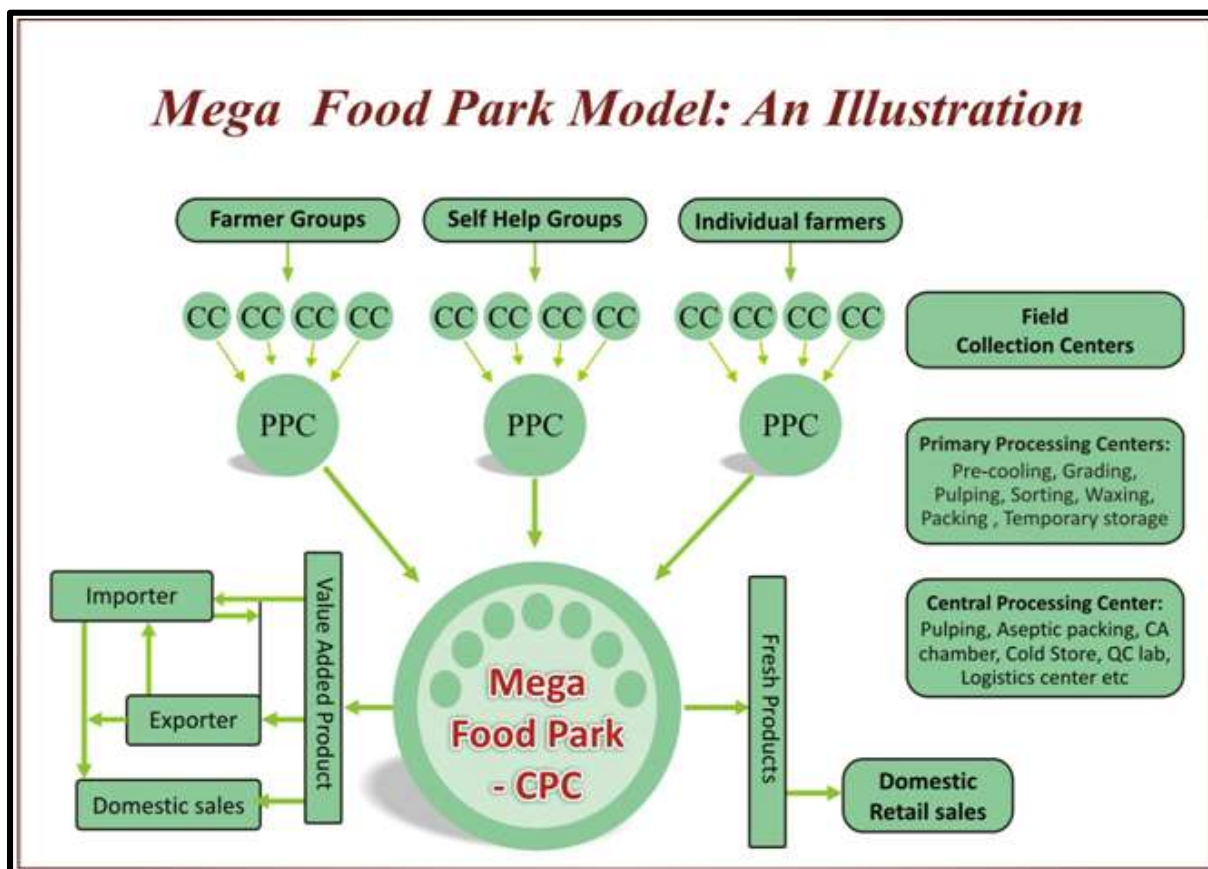 Mega Food Park Model: An Illustration
Farmer Groups
Self Help Groups
Individual farmers
CC CC CC CC
CC CC CC CC
CC CC CC CC
Field
Collection Centers
PPC
PPC
PPC
Primary Processing Centers:
Pre-cooling, Grading,
Pulping, Sorting, Waxing,
Packing , Temporary storage
Central Processing Center:
Pulping, Aseptic packing, CA
chamber, Cold Store, QC lab,
Logistics center etc
Importer
Exporter
Domestic sales
Value Added Product
Mega
Food Park
- CPC
Fresh Products
Domestic
Retail sales